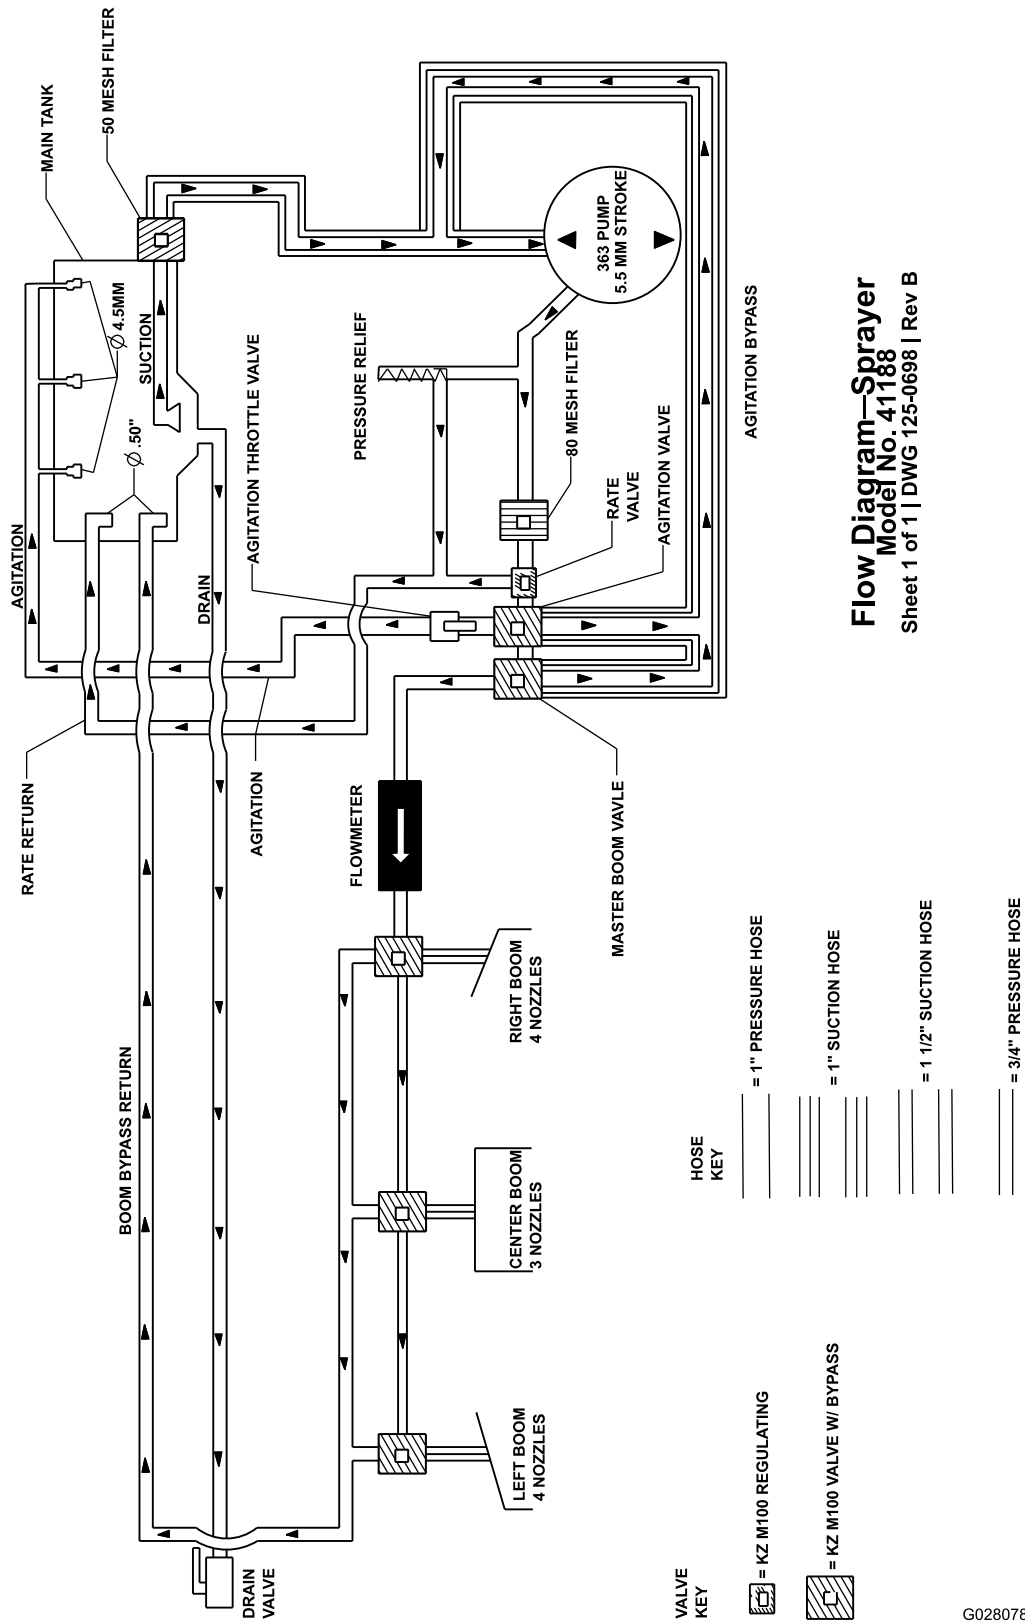 MAIN TANK
50 MESH FILTER
AGITATION
4.5MM
SUCTION
.50"
AGITATION THROTTLE VALVE
PRESSURE RELIEF
363 PUMP
5.5 MM STROKE
80 MESH FILTER
RATE
VALVE
AGITATION VALVE
AGITATION BYPASS
DRAIN
RATE RETURN
AGITATION
FLOWMETER
MASTER BOOM VAVLE
BOOM BYPASS RETURN
RIGHT BOOM
4 NOZZLES
CENTER BOOM
3 NOZZLES
LEFT BOOM
4 NOZZLES
DRAIN
VALVE
Flow Diagram—Sprayer
Model No. 41188
Sheet 1 of 1 | DWG 125-0698 | Rev B
HOSE
KEY
= 1" PRESSURE HOSE
= 1" SUCTION HOSE
= 1 1/2" SUCTION HOSE
= 3/4" PRESSURE HOSE
VALVE
KEY
= KZ M100 REGULATING
= KZ M100 VALVE W/ BYPASS
G028078